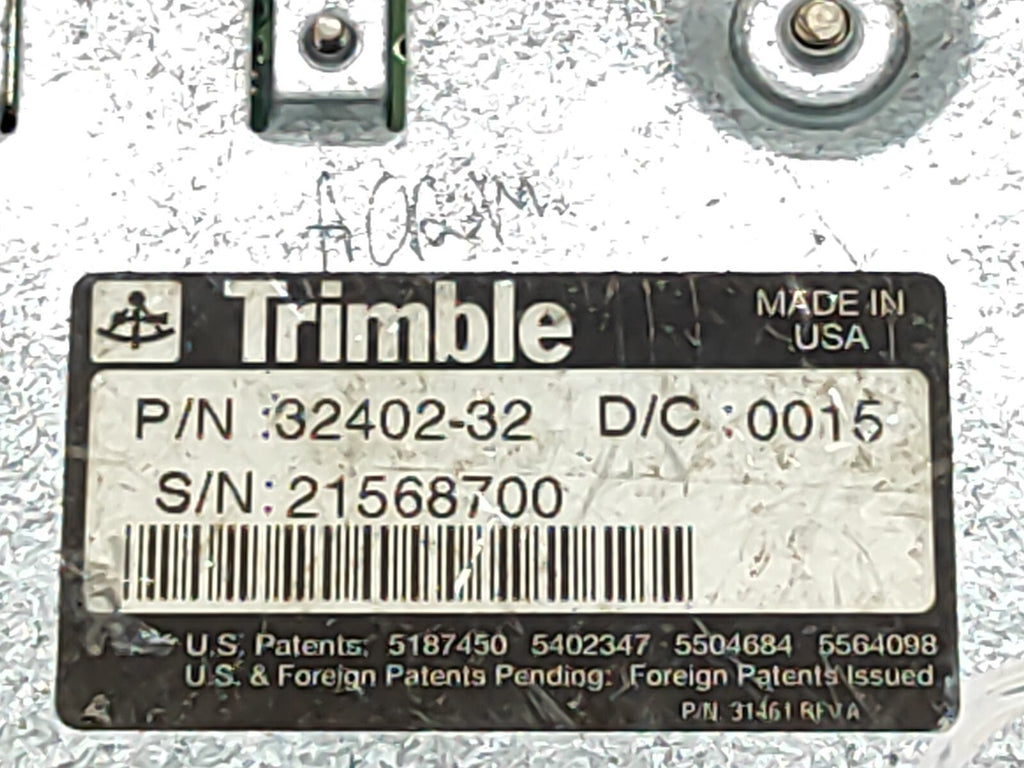 Trimble
MADE IN
USA
P/N :32402-32 D/C :0015
S/N: 21568700
U.S. Patents: 5187450 5402347 5504684 5564098
U.S. & Foreign Patents Pending: Foreign Patents Issued
P/N 31461 REV A